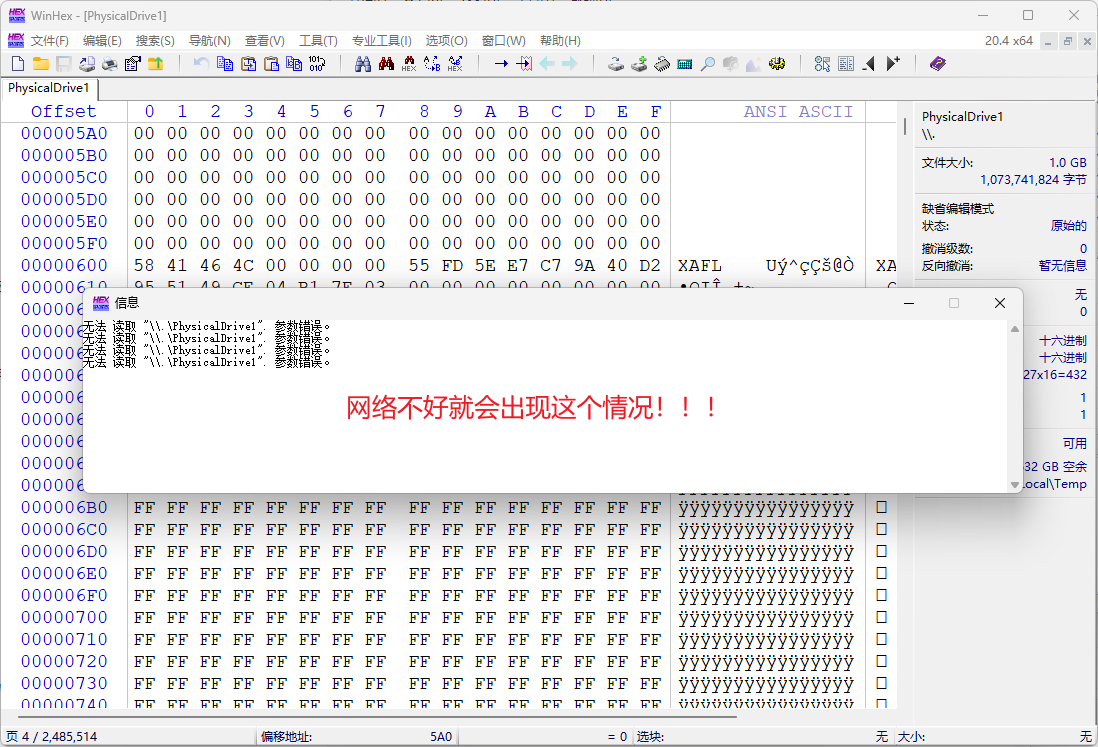 WinHex - [PhysicalDrive1]
文件(F) 编辑(E) 搜索(S) 导航(N) 查看(V) 工具(T) 专业工具(I) 选项(O) 窗口(W) 帮助(H) 20.4 x64
PhysicalDrive1
Offset 0 1 2 3 4 5 6 7 8 9 A B C D E F ANSI ASCII
000005A0 00 00 00 00 00 00 00 00 00 00 00 00 00 00 00 00
000005B0 00 00 00 00 00 00 00 00 00 00 00 00 00 00 00 00
000005C0 00 00 00 00 00 00 00 00 00 00 00 00 00 00 00 00
000005D0 00 00 00 00 00 00 00 00 00 00 00 00 00 00 00 00
000005E0 00 00 00 00 00 00 00 00 00 00 00 00 00 00 00 00
000005F0 00 00 00 00 00 00 00 00 00 00 00 00 00 00 00 00
00000600 58 41 46 4C 00 00 00 00 55 FD 5E E7 C7 9A 40 D2 XAFL Uý^çÇš@Ò XA
信息
无法 读取 "\\.\PhysicalDrive1". 参数错误。
无法 读取 "\\.\PhysicalDrive1". 参数错误。
无法 读取 "\\.\PhysicalDrive1". 参数错误。
无法 读取 "\\.\PhysicalDrive1". 参数错误。
网络不好就会出现这个情况！！！
000006B0 FF FF FF FF FF FF FF FF FF FF FF FF FF FF FF FF ÿÿÿÿÿÿÿÿÿÿÿÿÿÿÿÿ
000006C0 FF FF FF FF FF FF FF FF FF FF FF FF FF FF FF FF ÿÿÿÿÿÿÿÿÿÿÿÿÿÿÿÿ
000006D0 FF FF FF FF FF FF FF FF FF FF FF FF FF FF FF FF ÿÿÿÿÿÿÿÿÿÿÿÿÿÿÿÿ
000006E0 FF FF FF FF FF FF FF FF FF FF FF FF FF FF FF FF ÿÿÿÿÿÿÿÿÿÿÿÿÿÿÿÿ
000006F0 FF FF FF FF FF FF FF FF FF FF FF FF FF FF FF FF ÿÿÿÿÿÿÿÿÿÿÿÿÿÿÿÿ
00000700 FF FF FF FF FF FF FF FF FF FF FF FF FF FF FF FF ÿÿÿÿÿÿÿÿÿÿÿÿÿÿÿÿ
00000710 FF FF FF FF FF FF FF FF FF FF FF FF FF FF FF FF ÿÿÿÿÿÿÿÿÿÿÿÿÿÿÿÿ
00000720 FF FF FF FF FF FF FF FF FF FF FF FF FF FF FF FF ÿÿÿÿÿÿÿÿÿÿÿÿÿÿÿÿ
00000730 FF FF FF FF FF FF FF FF FF FF FF FF FF FF FF FF ÿÿÿÿÿÿÿÿÿÿÿÿÿÿÿÿ
00000740 FF FF FF FF FF FF FF FF FF FF FF FF FF FF FF FF ÿÿÿÿÿÿÿÿÿÿÿÿÿÿÿÿ
PhysicalDrive1
\\.
文件大小: 1.0 GB
1,073,741,824 字节
缺省编辑模式
状态: 原始的
撤消级数: 0
反向撤消: 暂无信息
无
0
十六进制
十六进制
27x16=432
1
1
可用
32 GB 空余
ocal\Temp
页 4 / 2,485,514 偏移地址: 5A0 = 0 选块: 无 大小: 无